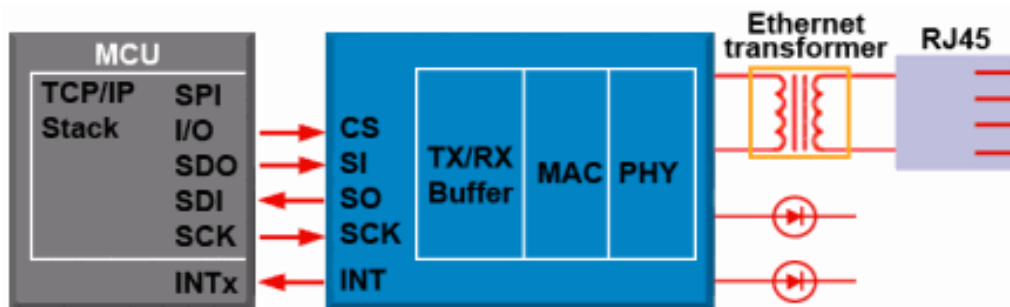 MCU
TCP/IP
Stack
SPI
I/O
SDO
SDI
SCK
INTx
CS
SI
SO
SCK
INT
TX/RX
Buffer
MAC
PHY
Ethernet
transformer
RJ45